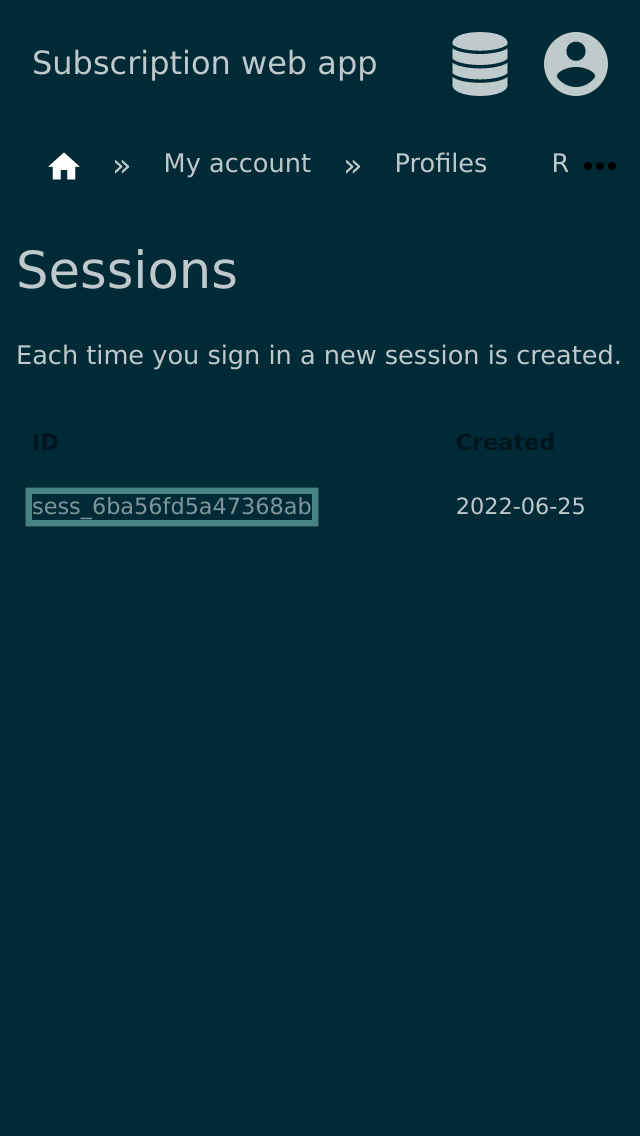 Subscription web app
» My account » Profiles R •••
Sessions
Each time you sign in a new session is created.
ID Created
sess_6ba56fd5a47368ab 2022-06-25